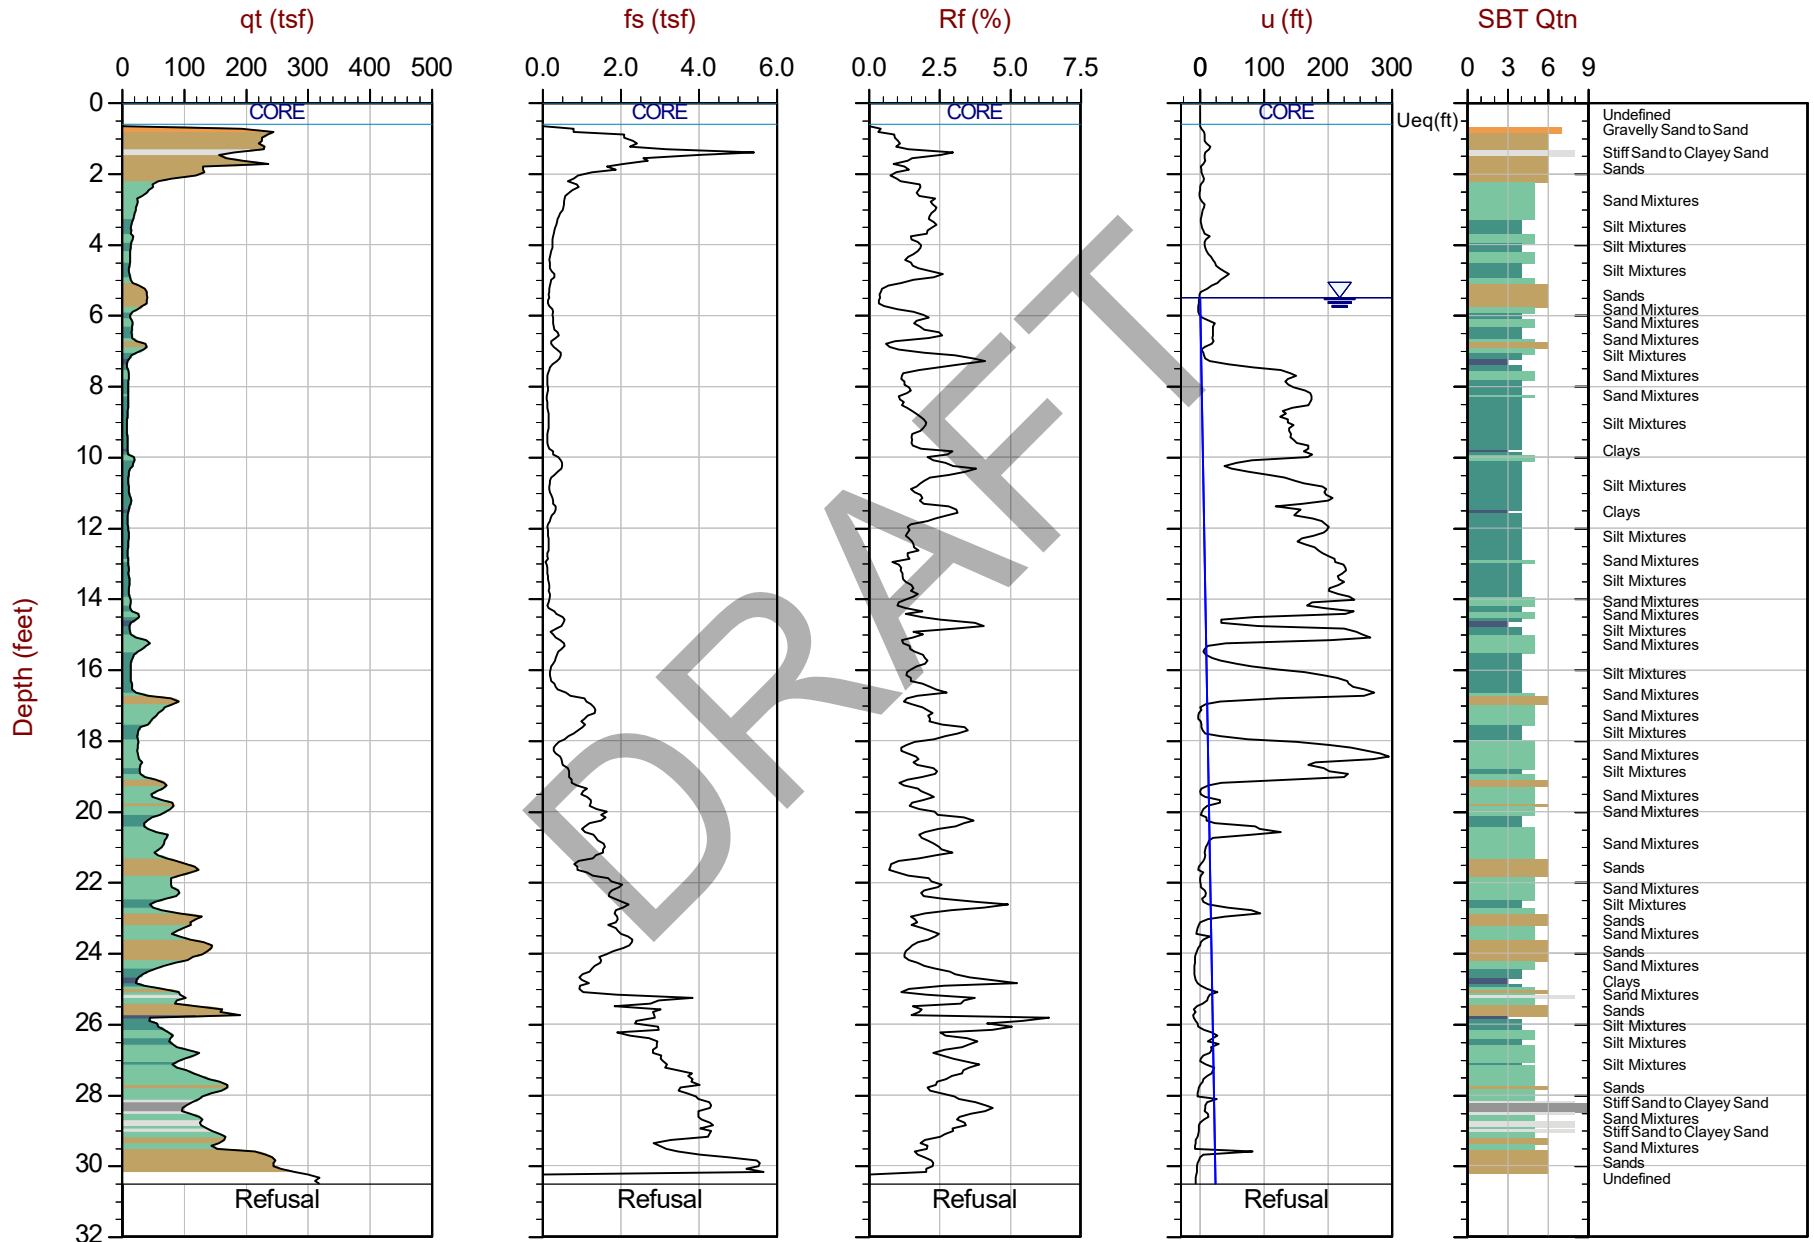 qt (tsf) fs (tsf) Rf (%) u (ft) SBT Qtn
0 100 200 300 400 500 0.0 2.0 4.0 6.0 0.0 2.5 5.0 7.5 0 100 200 300 0 3 6 9
0
2
4
6
8
10
12
14
16
18
20
22
24
26
28
30
32
Depth (feet)
CORE CORE CORE CORE
Ueq(ft)
DRAFT
Refusal Refusal Refusal Refusal
Undefined
Gravelly Sand to Sand
Stiff Sand to Clayey Sand
Sands
Sand Mixtures
Silt Mixtures
Silt Mixtures
Silt Mixtures
Sands
Sand Mixtures
Sand Mixtures
Sand Mixtures
Silt Mixtures
Sand Mixtures
Sand Mixtures
Silt Mixtures
Clays
Silt Mixtures
Clays
Silt Mixtures
Sand Mixtures
Silt Mixtures
Sand Mixtures
Sand Mixtures
Silt Mixtures
Sand Mixtures
Silt Mixtures
Sand Mixtures
Sand Mixtures
Silt Mixtures
Sand Mixtures
Silt Mixtures
Sand Mixtures
Sand Mixtures
Sand Mixtures
Sands
Sand Mixtures
Silt Mixtures
Sands
Sand Mixtures
Sands
Sand Mixtures
Clays
Sand Mixtures
Sands
Silt Mixtures
Silt Mixtures
Silt Mixtures
Sands
Stiff Sand to Clayey Sand
Sand Mixtures
Stiff Sand to Clayey Sand
Sand Mixtures
Sands
Undefined